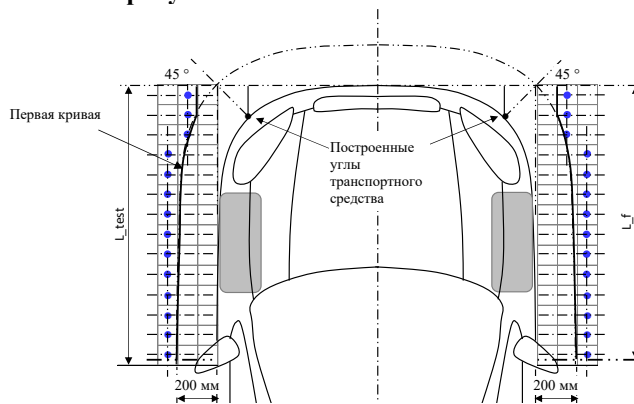 45 °
45 °
Первая кривая
Построенные
углы
транспортного
средства
L_test
L_f
200 мм
200 мм